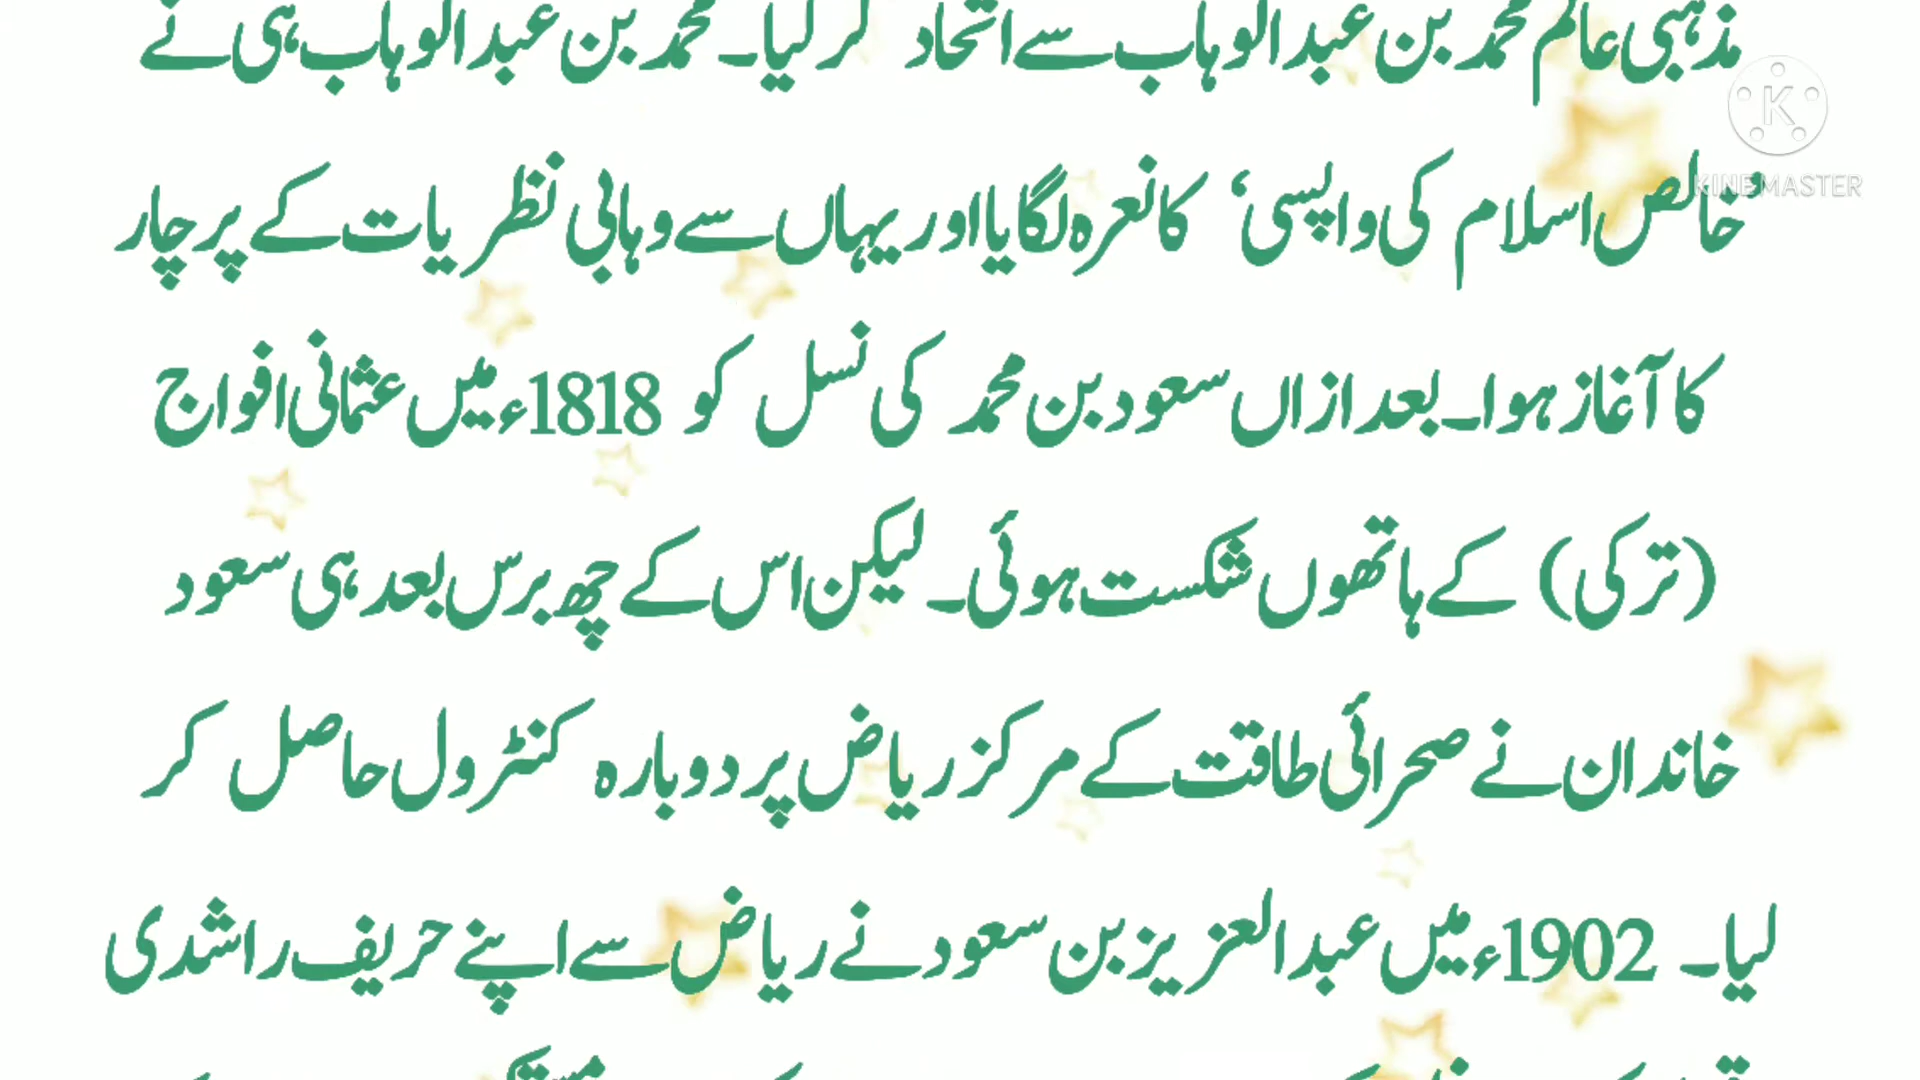 مذہبی عالم محمد بن عبدالوہاب سے اتحاد کر لیا۔ محمد بن عبدالوہاب ہی نے
خالص اسلام کی واپسی‘ کا نعرہ لگایا اور یہاں سے وہابی نظریات کے پرچار
کا آغاز ہوا۔ بعد ازاں سعود بن محمد کی نسل کو 1818ء میں عثمانی افواج
(ترکی) کے ہاتھوں شکست ہوئی۔ لیکن اس کے چھ برس بعد ہی سعود
خاندان نے صحرائی طاقت کے مرکز ریاض پر دوبارہ کنٹرول حاصل کر
لیا۔ 1902ء میں عبدالعزیز بن سعود نے ریاض سے اپنے حریف راشدی
K
KINEMASTER